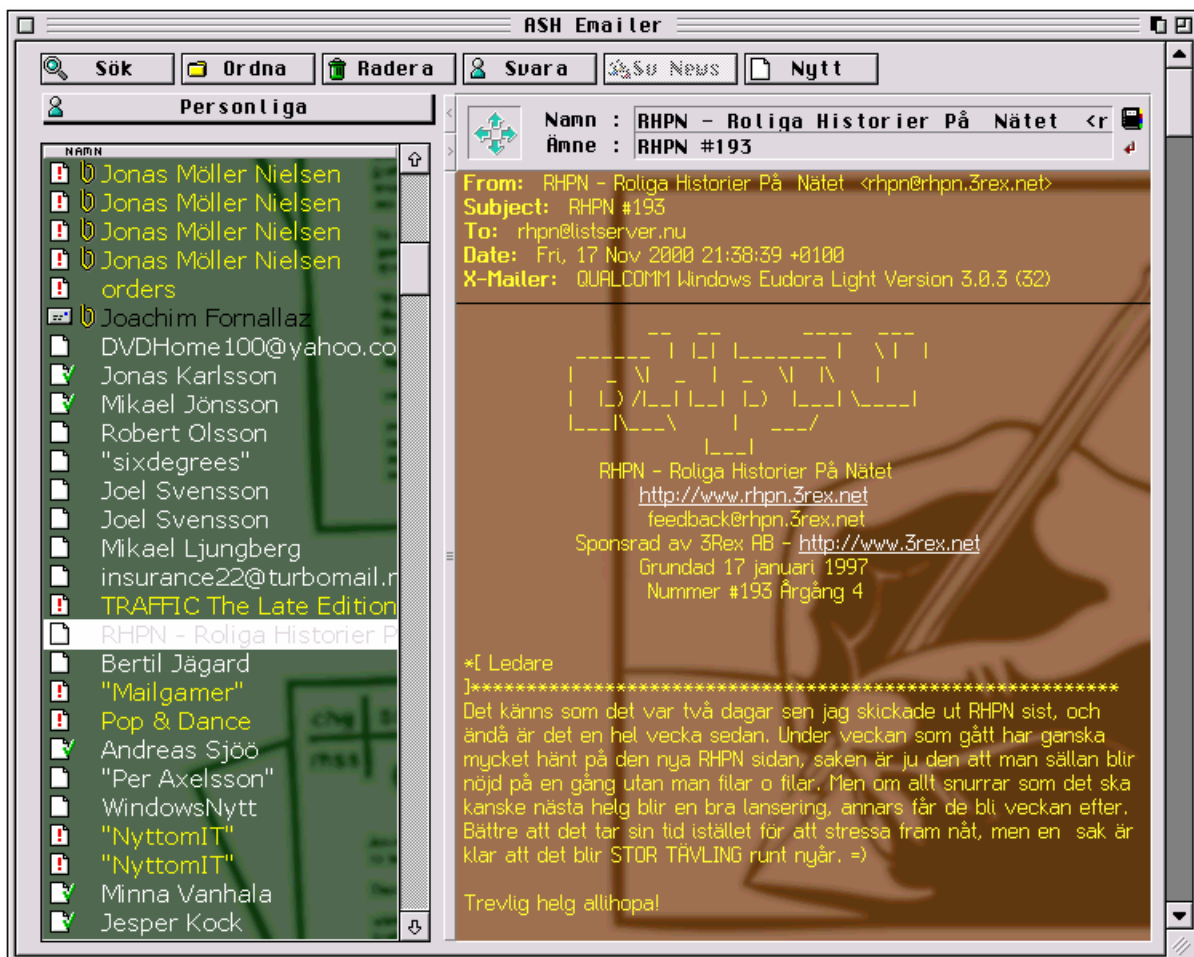 ASH Emailer
Sök Ordna Radera Svara Sv News Nytt
Personliga
Namn : RHPN - Roliga Historier På Nätet <r
Ämne : RHPN #193
NAMN
Jonas Möller Nielsen
Jonas Möller Nielsen
Jonas Möller Nielsen
Jonas Möller Nielsen
orders
Joachim Fornallaz
DVDHome100@yahoo.co
Jonas Karlsson
Mikael Jönsson
Robert Olsson
"sixdegrees"
Joel Svensson
Joel Svensson
Mikael Ljungberg
insurance22@turbomail.r
TRAFFIC The Late Edition
RHPN - Roliga Historier P
Bertil Jägard
"Mailgamer"
Pop & Dance
Andreas Sjöö
"Per Axelsson"
WindowsNytt
"NyttomIT"
"NyttomIT"
Minna Vanhala
Jesper Kock
From: RHPN - Roliga Historier På Nätet <rhpn@rhpn.3rex.net>
Subject: RHPN #193
To: rhpn@listserver.nu
Date: Fri, 17 Nov 2000 21:38:39 +0100
X-Mailer: QUALCOMM Windows Eudora Light Version 3.0.3 (32)
RHPN - Roliga Historier På Nätet
http://www.rhpn.3rex.net
feedback@rhpn.3rex.net
Sponsrad av 3Rex AB - http://www.3rex.net
Grundad 17 januari 1997
Nummer #193 Årgång 4
*[ Ledare
]**********************************************************
Det känns som det var två dagar sen jag skickade ut RHPN sist, och
ändå är det en hel vecka sedan. Under veckan som gått har ganska
mycket hänt på den nya RHPN sidan, saken är ju den att man sällan blir
nöjd på en gång utan man filar o filar. Men om allt snurrar som det ska
kanske nästa helg blir en bra lansering, annars får de bli veckan efter.
Bättre att det tar sin tid istället för att stressa fram nåt, men en sak är
klar att det blir STOR TÄVLING runt nyår. =)
Trevlig helg allihopa!